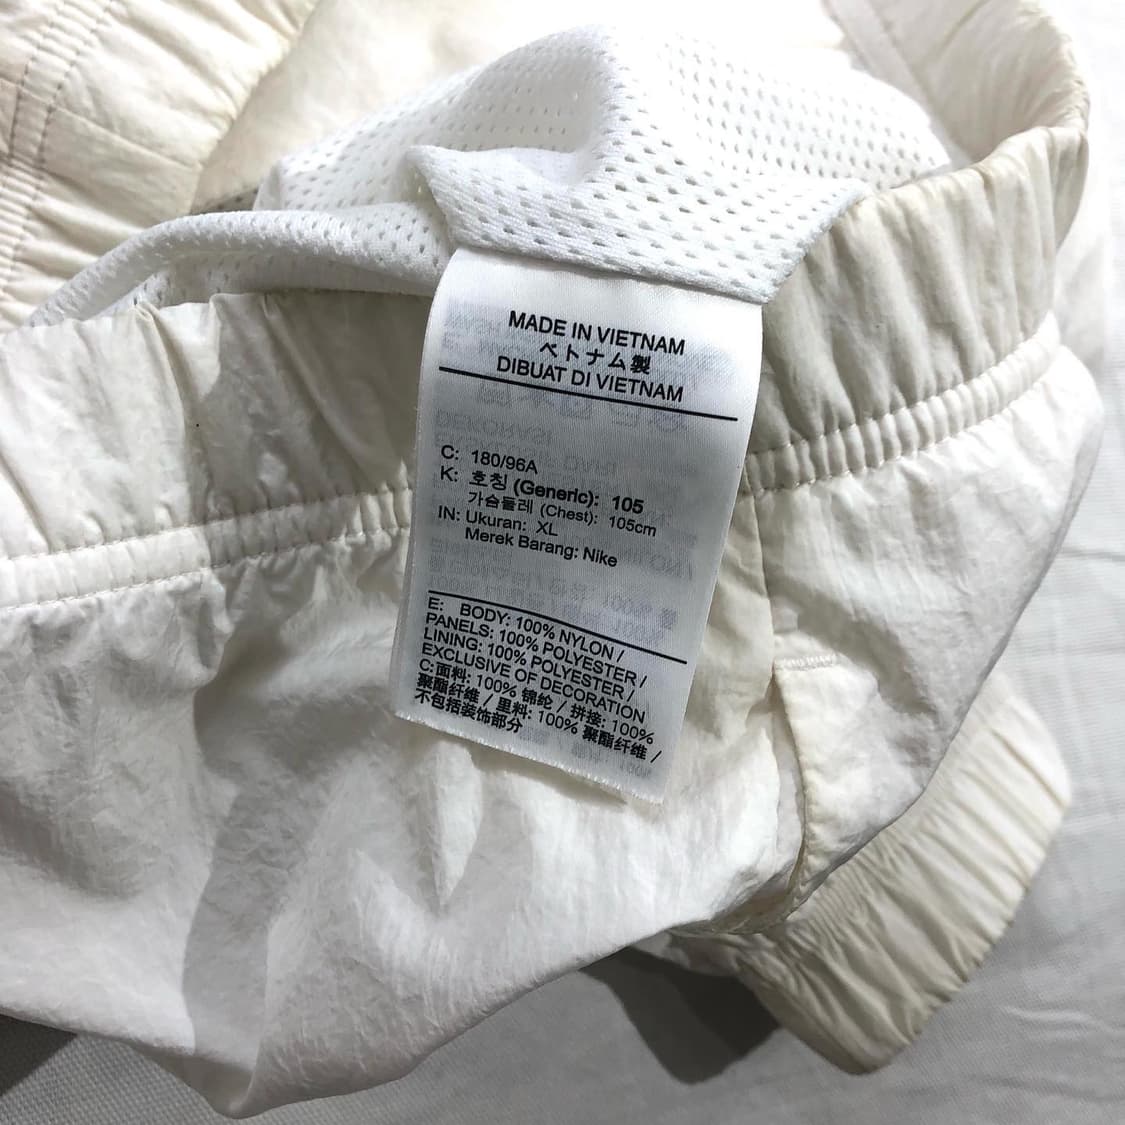 MADE IN VIETNAM
ベトナム製
DIBUAT DI VIETNAM
C: 180/96A
K: 호칭 (Generic): 105
가슴둘레 (Chest): 105cm
IN: Ukuran: XL
Merek Barang: Nike
E: BODY: 100% NYLON /
PANELS: 100% POLYESTER /
LINING: 100% POLYESTER /
EXCLUSIVE OF DECORATION
C: 面料: 100% 锦纶 / 拼接: 100%
聚酯纤维 / 里料: 100% 聚酯纤维 /
不包括装饰部分